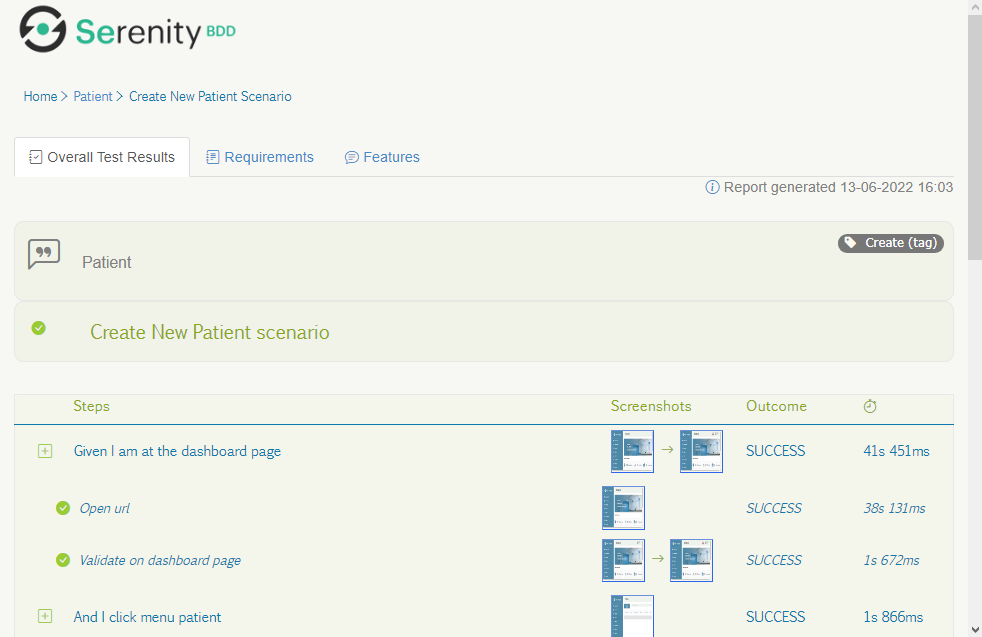 Serenity BDD
Home > Patient > Create New Patient Scenario
Overall Test Results Requirements Features
Report generated 13-06-2022 16:03
Create (tag)
Patient
Create New Patient scenario
Steps Screenshots Outcome
Given I am at the dashboard page SUCCESS 41s 451ms
Open url SUCCESS 38s 131ms
Validate on dashboard page SUCCESS 1s 672ms
And I click menu patient SUCCESS 1s 866ms